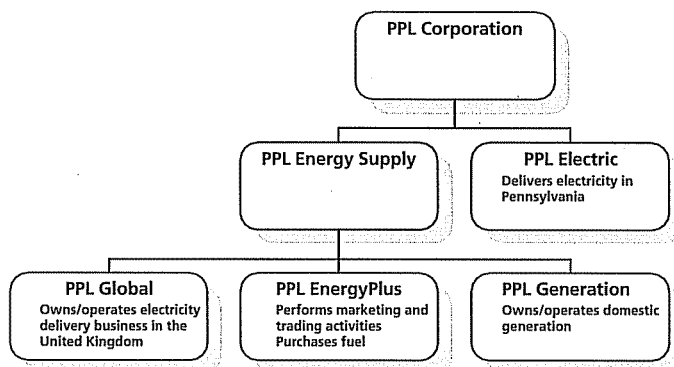 PPL Corporation
PPL Energy Supply
PPL Electric
Delivers electricity in
Pennsylvania
PPL Global
Owns/operates electricity
delivery business in the
United Kingdom
PPL EnergyPlus
Performs marketing and
trading activities
Purchases fuel
PPL Generation
Owns/operates domestic
generation